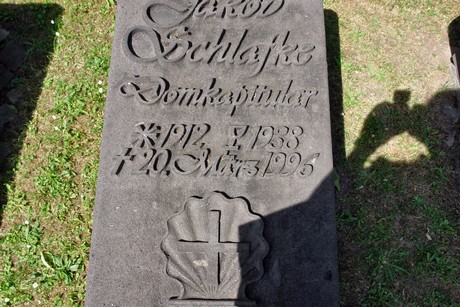 Jakob
Schlafke
Domkapitular
* 1912, V. 1938
† 20. März 1996